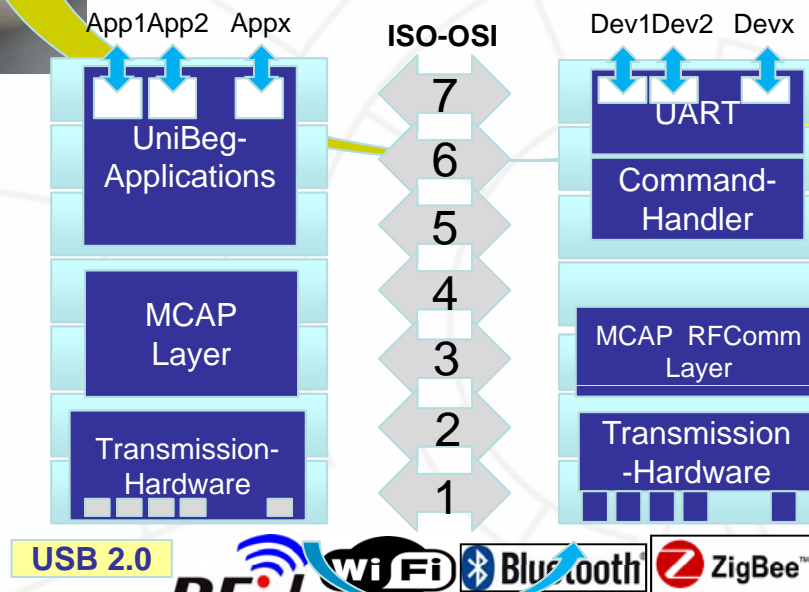 App1App2 Appx
UniBeg-
Applications
MCAP
Layer
Transmission-
Hardware
USB 2.0
ISO-OSI
7
6
5
4
3
2
1
Dev1Dev2 Devx
UART
Command-
Handler
MCAP RFComm
Layer
Transmission
-Hardware
Wi Fi
Bluetooth
ZigBee™